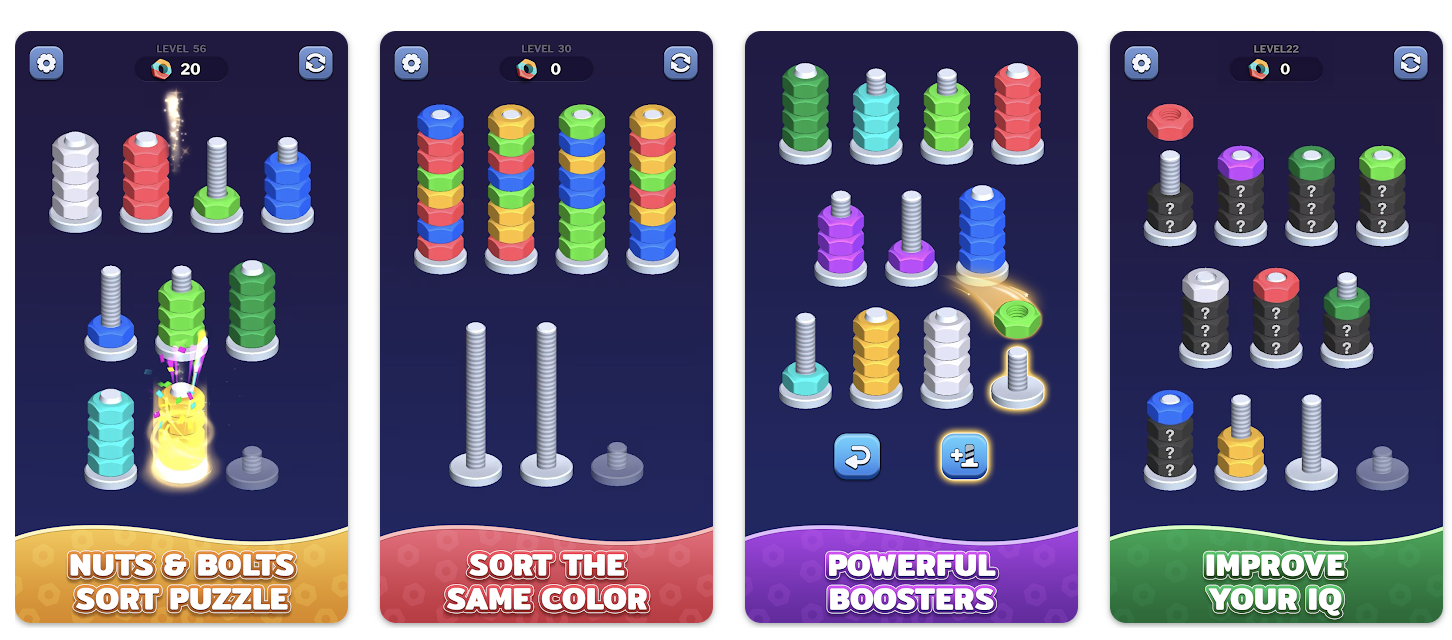 LEVEL 56
20
NUTS & BOLTS
SORT PUZZLE
LEVEL 30
0
SORT THE
SAME COLOR
+1
POWERFUL
BOOSTERS
LEVEL22
0
? ? ? ?
? ? ? ?
? ? ?
? ? ?
? ? ?
? ? ?
?
?
?
IMPROVE
YOUR IQ